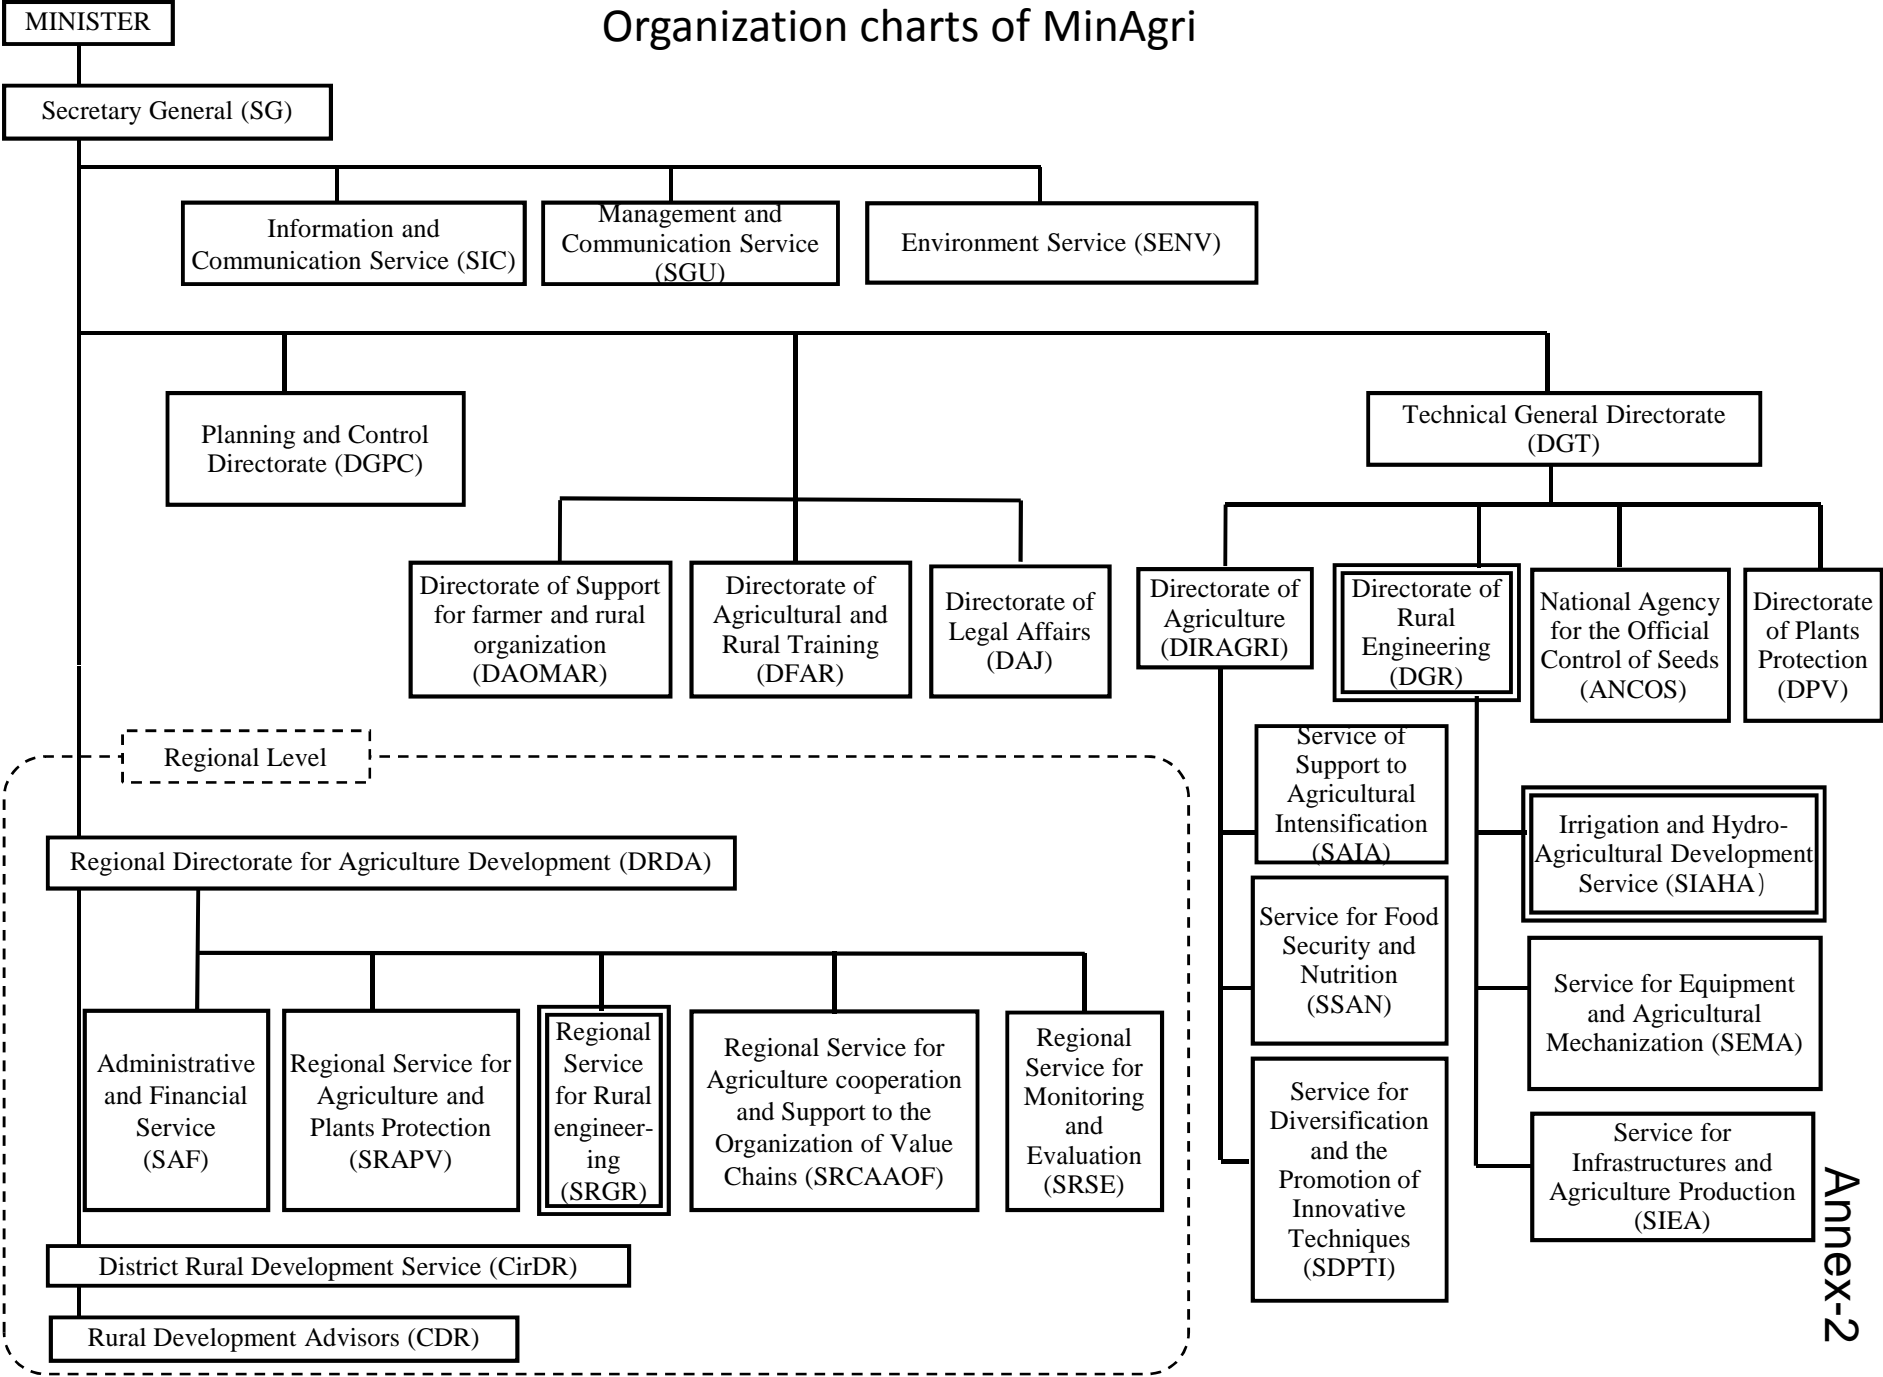 Organization charts of MinAgri
MINISTER
Secretary General (SG)
Information and
Communication Service (SIC)
Management and
Communication Service
(SGU)
Environment Service (SENV)
Planning and Control
Directorate (DGPC)
Technical General Directorate
(DGT)
Directorate of Support
for farmer and rural
organization
(DAOMAR)
Directorate of
Agricultural and
Rural Training
(DFAR)
Directorate of
Legal Affairs
(DAJ)
Directorate of
Agriculture
(DIRAGRI)
Directorate of
Rural
Engineering
(DGR)
National Agency
for the Official
Control of Seeds
(ANCOS)
Directorate
of Plants
Protection
(DPV)
Service of
Support to
Agricultural
Intensification
(SAIA)
Service for Food
Security and
Nutrition
(SSAN)
Service for
Diversification
and the
Promotion of
Innovative
Techniques
(SDPTI)
Irrigation and Hydro-
Agricultural Development
Service (SIAHA)
Service for Equipment
and Agricultural
Mechanization (SEMA)
Service for
Infrastructures and
Agriculture Production
(SIEA)
Regional Level
Regional Directorate for Agriculture Development (DRDA)
Administrative
and Financial
Service
(SAF)
Regional Service for
Agriculture and
Plants Protection
(SRAPV)
Regional
Service
for Rural
engineer-
ing
(SRGR)
Regional Service for
Agriculture cooperation
and Support to the
Organization of Value
Chains (SRCAAOF)
Regional
Service for
Monitoring
and
Evaluation
(SRSE)
District Rural Development Service (CirDR)
Rural Development Advisors (CDR)
Annex-2